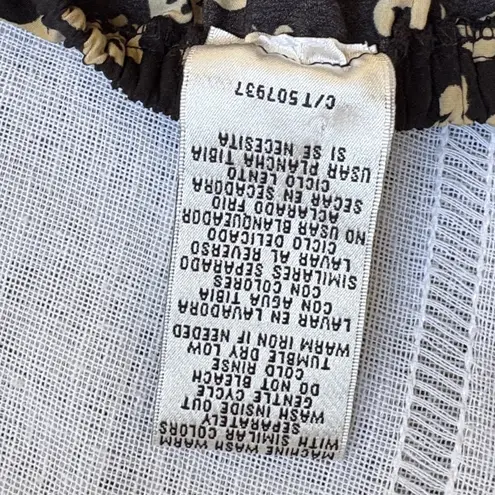 MACHINE WASH WARM
WITH SIMILAR COLORS
SEPARATELY
WASH INSIDE OUT
GENTLE CYCLE
DO NOT BLEACH
COLD RINSE
TUMBLE DRY LOW
WARM IRON IF NEEDED
LAVAR EN LAVADORA
CON AGUA TIBIA
CON COLORES
SIMILARES SEPARADO
LAVAR AL REVERSO
CICLO DELICADO
NO USAR BLANQUEADOR
ACLARADO FRIO
SECAR EN SECADORA
CICLO LENTO
USAR PLANCHA TIBIA
SI SE NECESITA
C/T507937